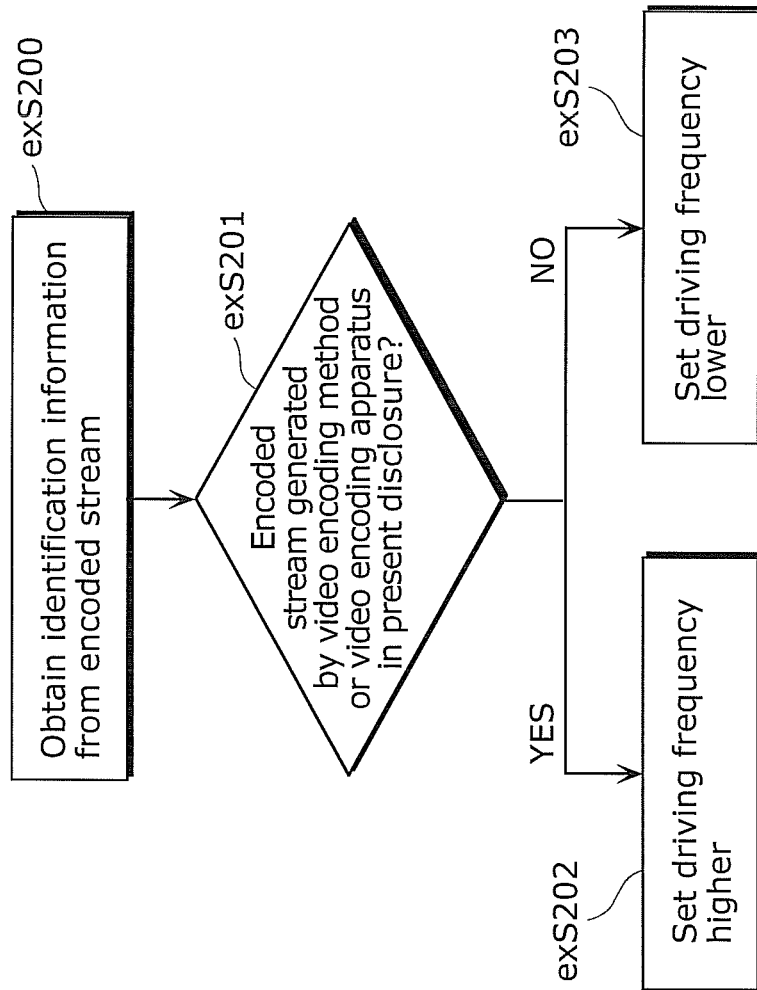 exS200
Obtain identification information
from encoded stream
exS201
Encoded
stream generated
by video encoding method
or video encoding apparatus
in present disclosure?
YES
NO
exS202
Set driving frequency
higher
exS203
Set driving frequency
lower